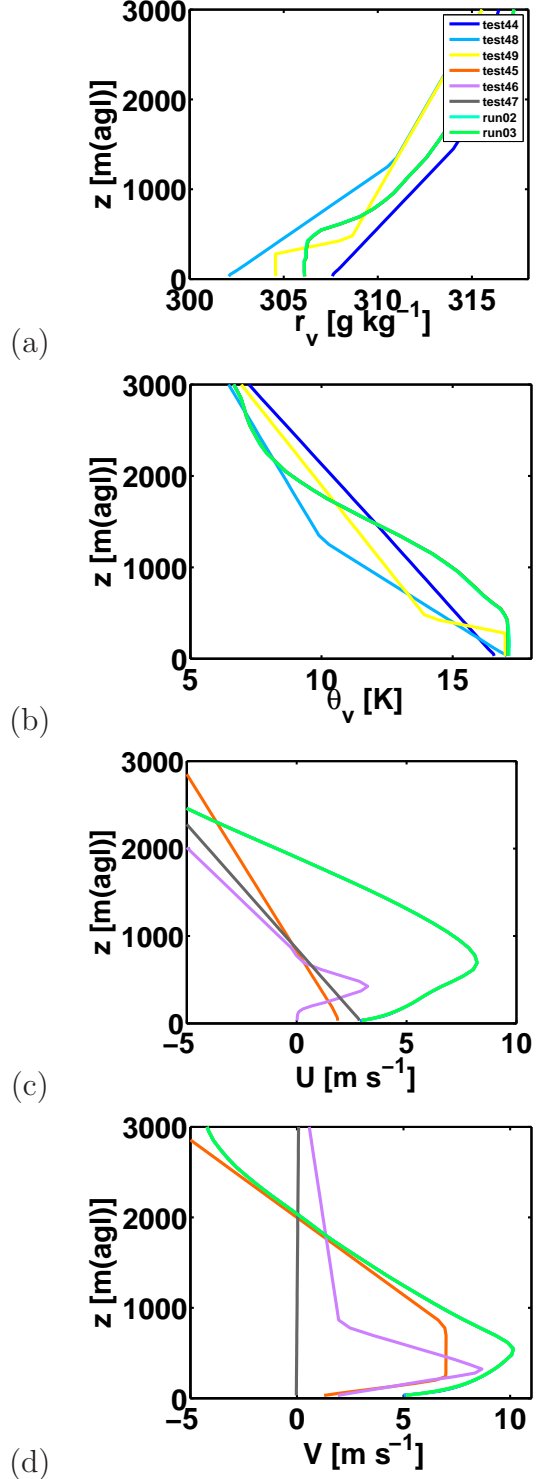 3000
2000
1000
0
z [m(agl)]
300 305 310 315
r_v [g kg⁻¹]
test44
test48
test49
test45
test46
test47
run02
run03
(a)
3000
2000
1000
0
z [m(agl)]
5 10 15
θ_v [K]
(b)
3000
2000
1000
0
z [m(agl)]
−5 0 5 10
U [m s⁻¹]
(c)
3000
2000
1000
0
z [m(agl)]
−5 0 5 10
V [m s⁻¹]
(d)